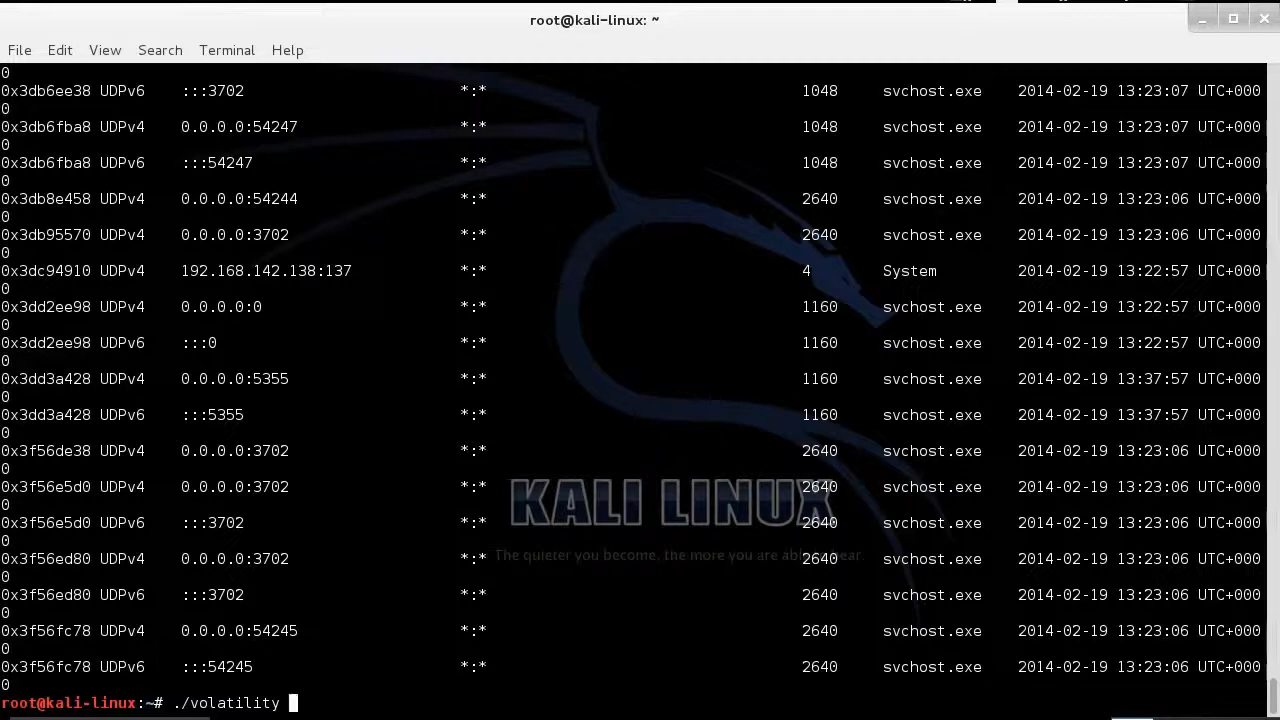 root@kali-linux: ~
File Edit View Search Terminal Help
0
0x3db6ee38 UDPv6 :::3702 *:* 1048 svchost.exe 2014-02-19 13:23:07 UTC+000
0
0x3db6fba8 UDPv4 0.0.0.0:54247 *:* 1048 svchost.exe 2014-02-19 13:23:07 UTC+000
0
0x3db6fba8 UDPv6 :::54247 *:* 1048 svchost.exe 2014-02-19 13:23:07 UTC+000
0
0x3db8e458 UDPv4 0.0.0.0:54244 *:* 2640 svchost.exe 2014-02-19 13:23:06 UTC+000
0
0x3db95570 UDPv4 0.0.0.0:3702 *:* 2640 svchost.exe 2014-02-19 13:23:06 UTC+000
0
0x3dc94910 UDPv4 192.168.142.138:137 *:* 4 System 2014-02-19 13:22:57 UTC+000
0
0x3dd2ee98 UDPv4 0.0.0.0:0 *:* 1160 svchost.exe 2014-02-19 13:22:57 UTC+000
0
0x3dd2ee98 UDPv6 :::0 *:* 1160 svchost.exe 2014-02-19 13:22:57 UTC+000
0
0x3dd3a428 UDPv4 0.0.0.0:5355 *:* 1160 svchost.exe 2014-02-19 13:37:57 UTC+000
0
0x3dd3a428 UDPv6 :::5355 *:* 1160 svchost.exe 2014-02-19 13:37:57 UTC+000
0
0x3f56de38 UDPv4 0.0.0.0:3702 *:* 2640 svchost.exe 2014-02-19 13:23:06 UTC+000
0
0x3f56e5d0 UDPv4 0.0.0.0:3702 *:* 2640 svchost.exe 2014-02-19 13:23:06 UTC+000
0
KALI LINUX
0x3f56e5d0 UDPv6 :::3702 *:* 2640 svchost.exe 2014-02-19 13:23:06 UTC+000
0
The quieter you become, the more you are able hear.
0x3f56ed80 UDPv4 0.0.0.0:3702 *:* 2640 svchost.exe 2014-02-19 13:23:06 UTC+000
0
0x3f56ed80 UDPv6 :::3702 *:* 2640 svchost.exe 2014-02-19 13:23:06 UTC+000
0
0x3f56fc78 UDPv4 0.0.0.0:54245 *:* 2640 svchost.exe 2014-02-19 13:23:06 UTC+000
0
0x3f56fc78 UDPv6 :::54245 *:* 2640 svchost.exe 2014-02-19 13:23:06 UTC+000
0
root@kali-linux:~# ./volatility